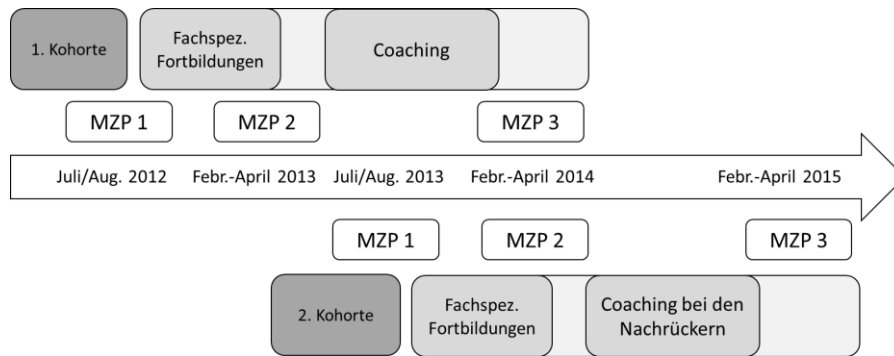 1. Kohorte
Fachspez.
Fortbildungen
Coaching
MZP 1
MZP 2
MZP 3
Juli/Aug. 2012
Febr.-April 2013
Juli/Aug. 2013
Febr.-April 2014
Febr.-April 2015
MZP 1
MZP 2
MZP 3
2. Kohorte
Fachspez.
Fortbildungen
Coaching bei den
Nachrückern